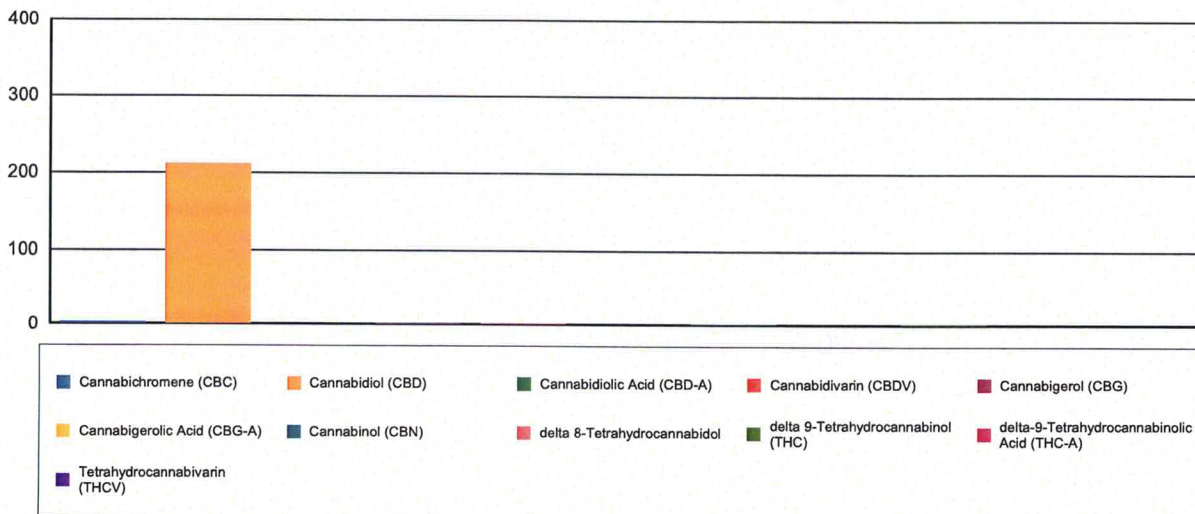 400
300
200
100
0
Cannabichromene (CBC)
Cannabidiol (CBD)
Cannabidiolic Acid (CBD-A)
Cannabidivarin (CBDV)
Cannabigerol (CBG)
Cannabigerolic Acid (CBG-A)
Cannabinol (CBN)
delta 8-Tetrahydrocannabidol
delta 9-Tetrahydrocannabinol
(THC)
delta-9-Tetrahydrocannabinolic
Acid (THC-A)
Tetrahydrocannabivarin
(THCV)